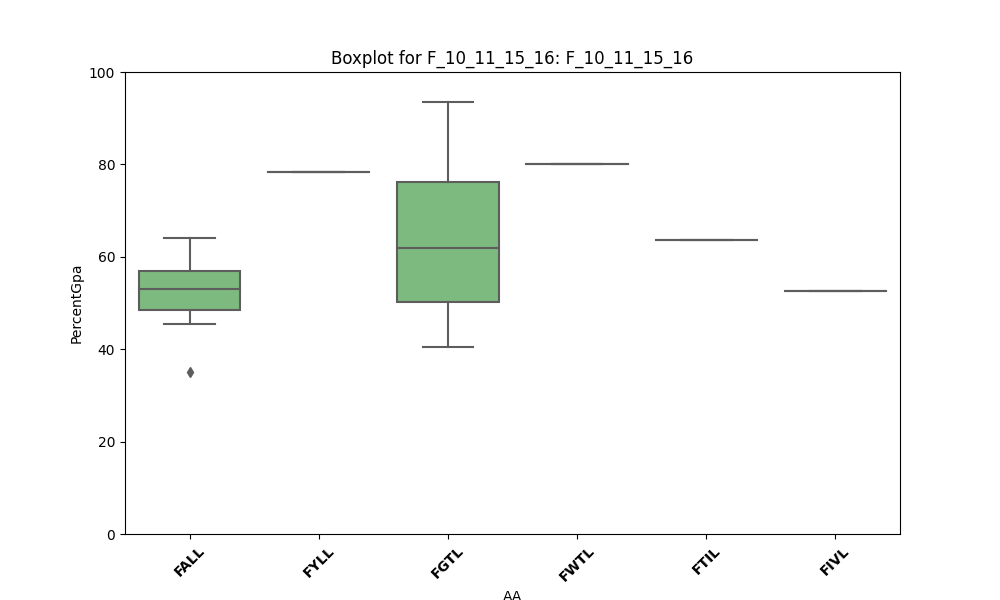 Boxplot for F_10_11_15_16: F_10_11_15_16
100
80
60
40
20
0
PercentGpa
FALL
FYLL
FGTL
FWTL
FTIL
FIVL
AA